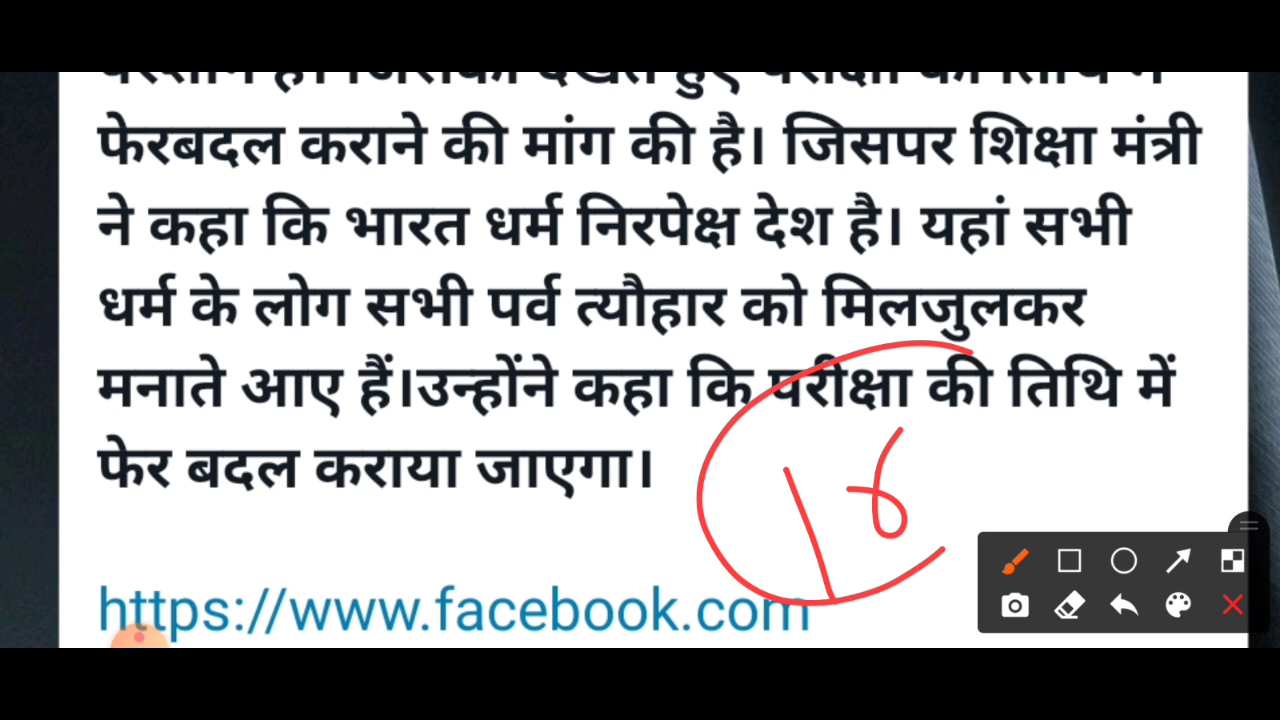 फेरबदल कराने की मांग की है। जिसपर शिक्षा मंत्री
ने कहा कि भारत धर्म निरपेक्ष देश है। यहां सभी
धर्म के लोग सभी पर्व त्यौहार को मिलजुलकर
मनाते आए हैं।उन्होंने कहा कि परीक्षा की तिथि में
फेर बदल कराया जाएगा।
https://www.facebook.com